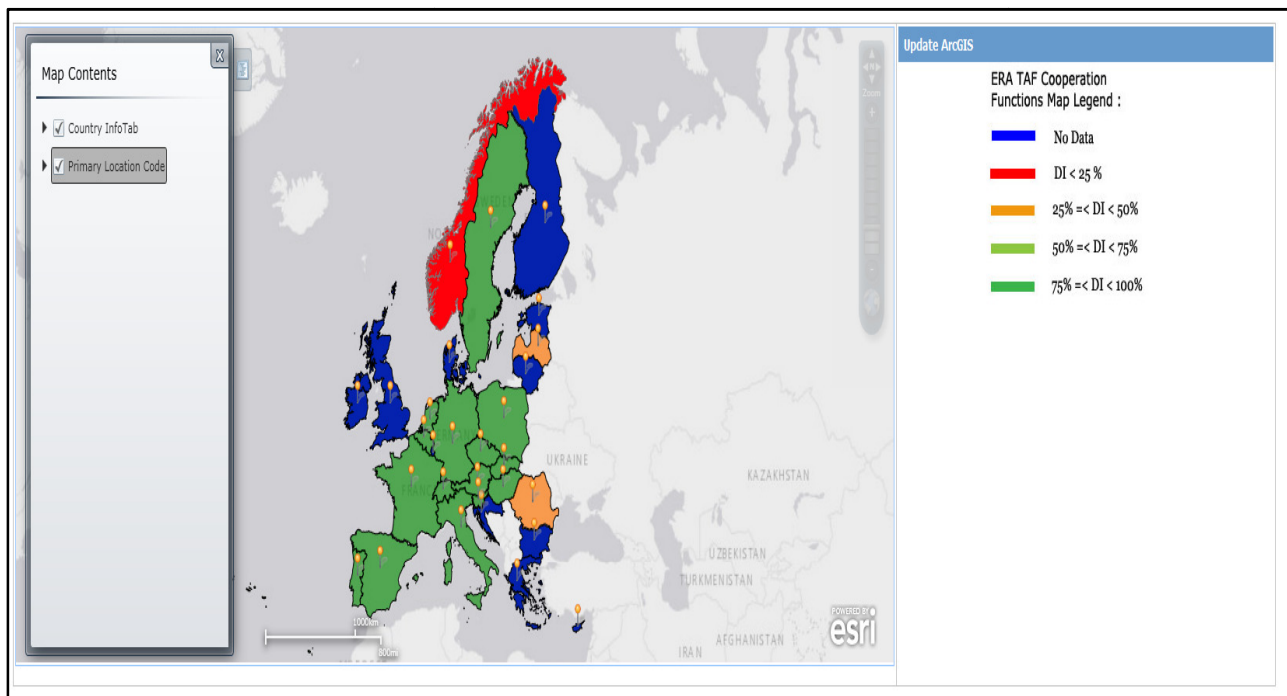 Map Contents
Country InfoTab
Primary Location Code
X
N
Zoom
UKRAINE
KAZAKHSTAN
UZBEKISTAN
TURKMENISTAN
AFGHANISTAN
IRAN
FRANCE
1000km
800mi
POWERED BY
esri
Update ArcGIS
ERA TAF Cooperation
Functions Map Legend :
No Data
DI < 25 %
25% =< DI < 50%
50% =< DI < 75%
75% =< DI < 100%